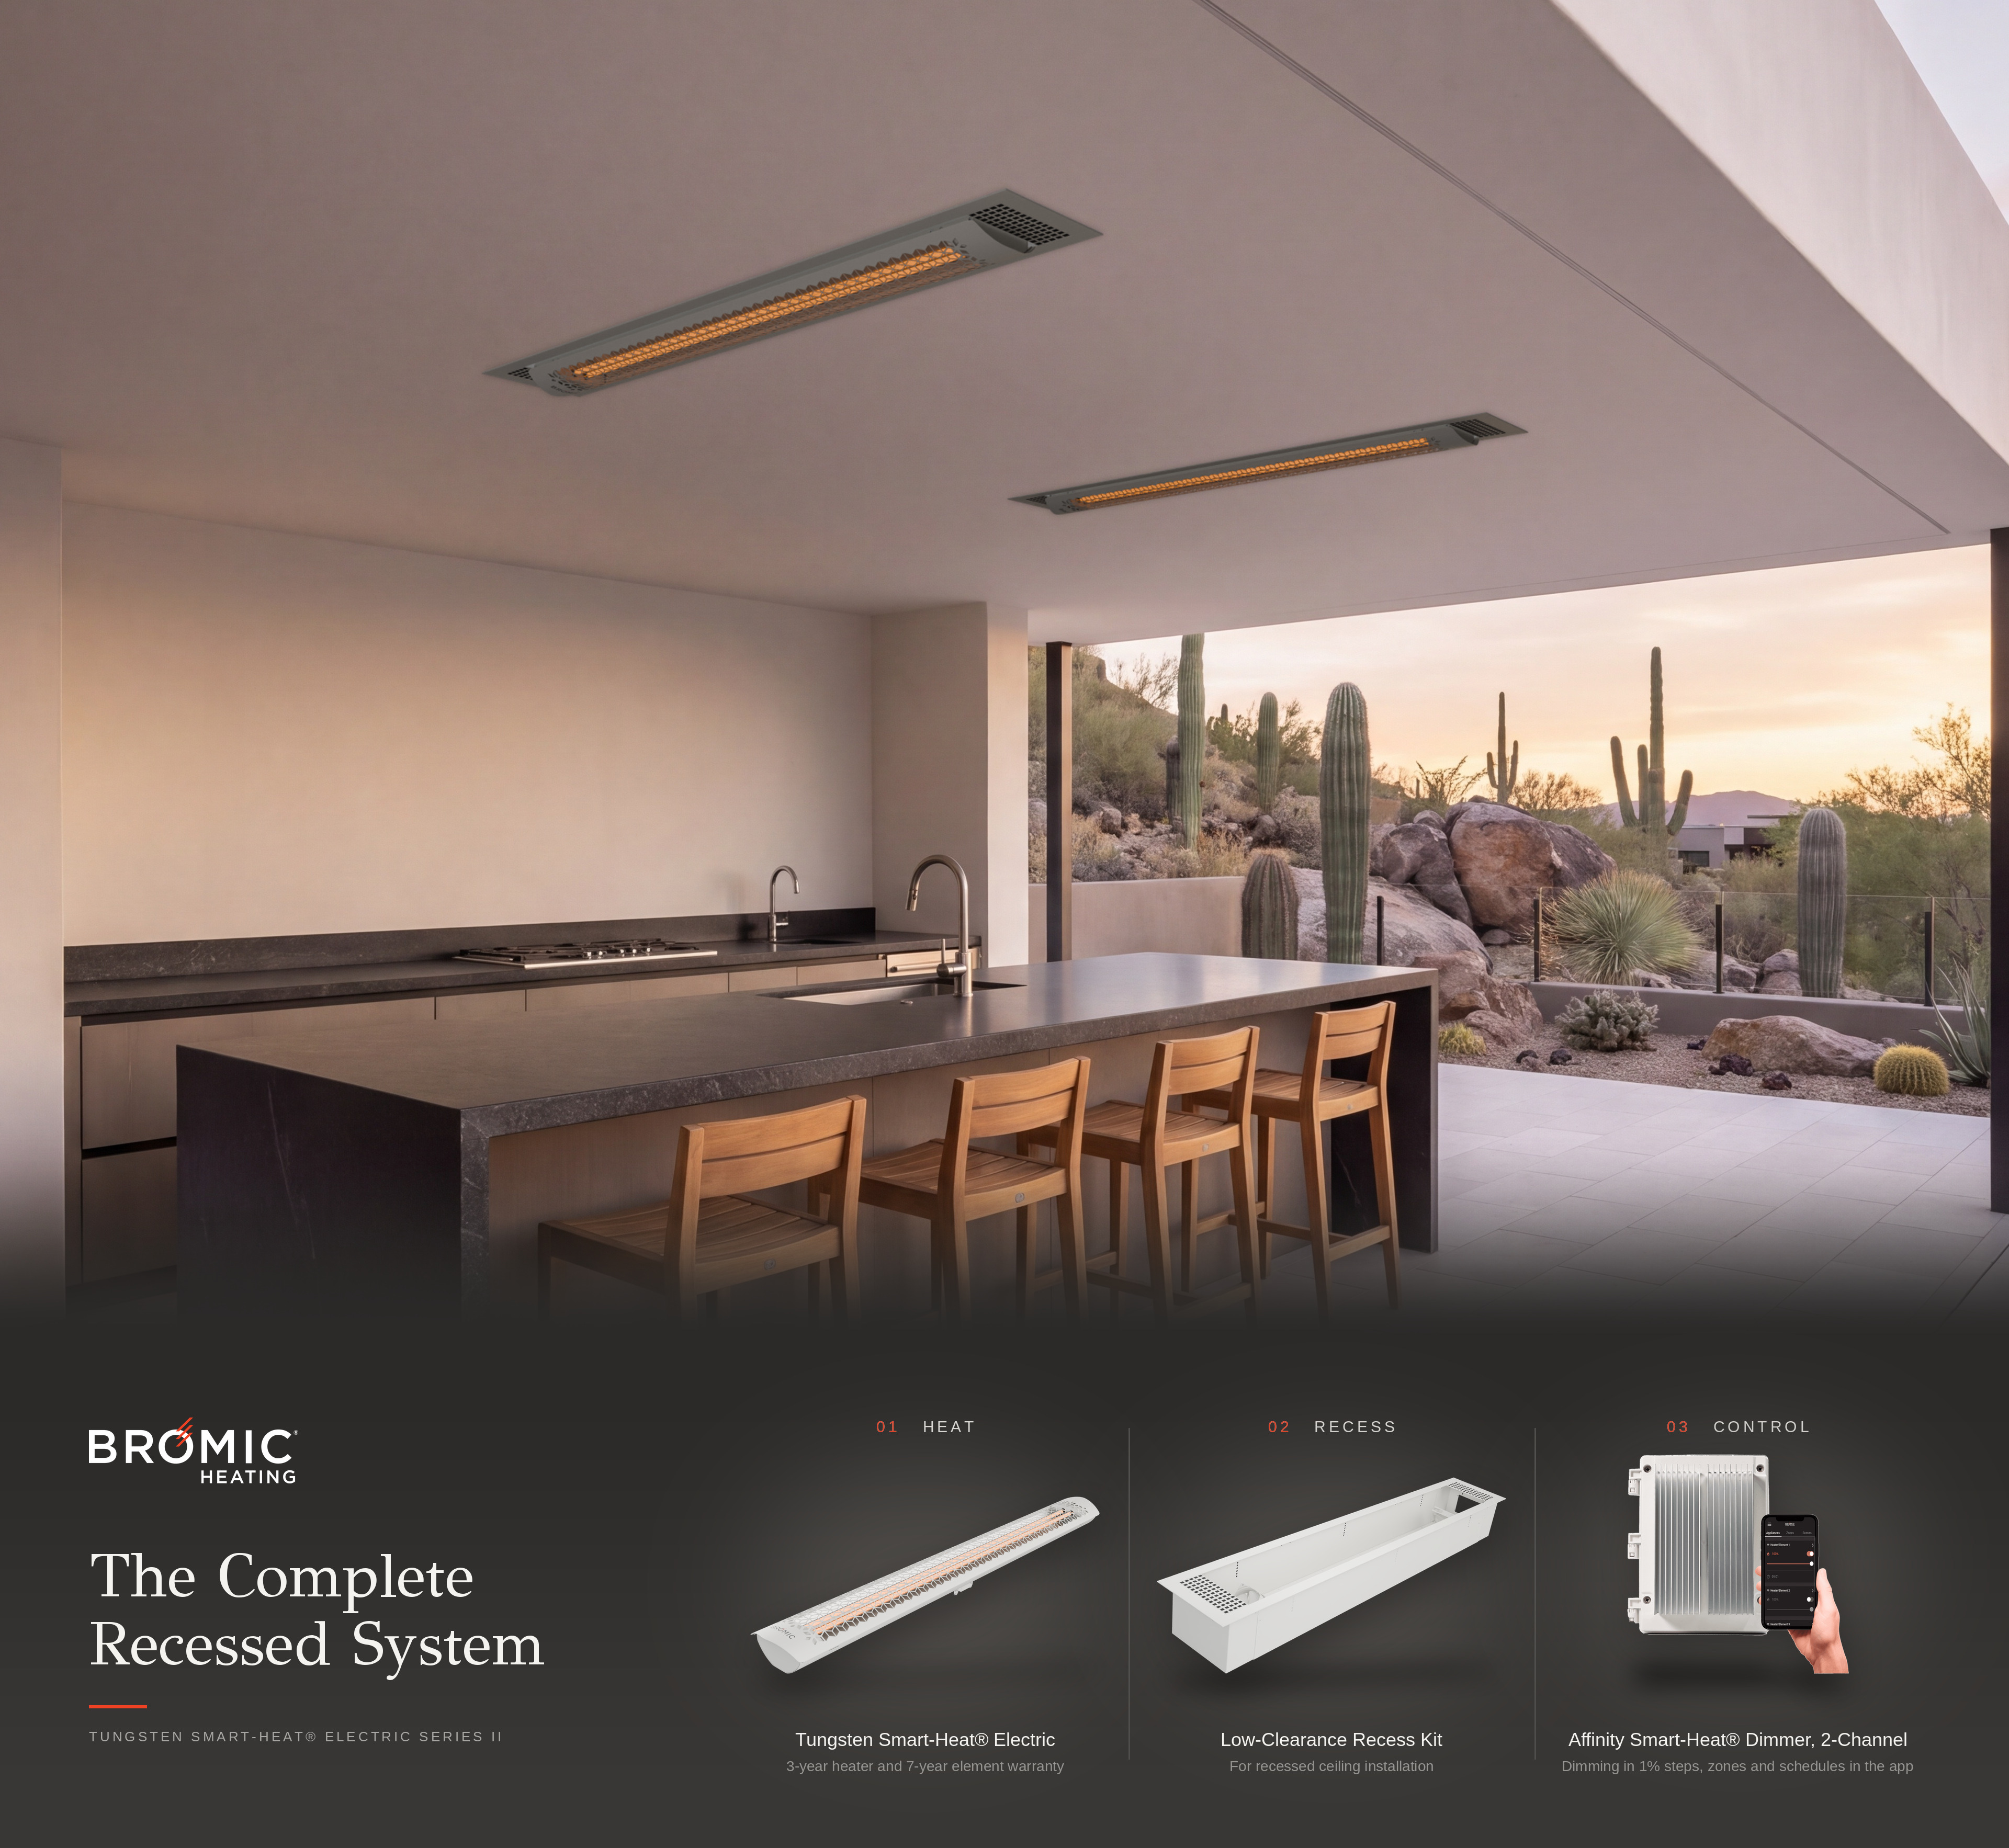 BROMIC®
HEATING
The Complete
Recessed System
TUNGSTEN SMART-HEAT® ELECTRIC SERIES II
01 HEAT
Tungsten Smart-Heat® Electric
3-year heater and 7-year element warranty
02 RECESS
Low-Clearance Recess Kit
For recessed ceiling installation
03 CONTROL
Affinity Smart-Heat® Dimmer, 2-Channel
Dimming in 1% steps, zones and schedules in the app